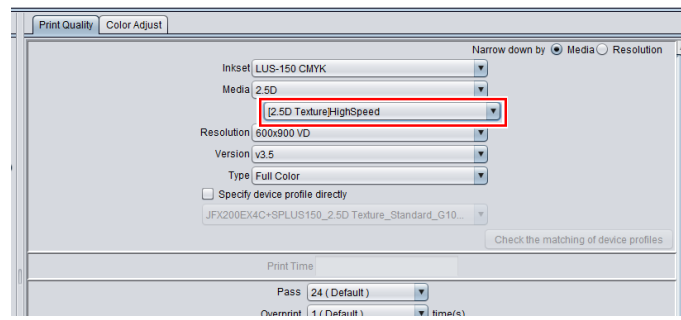 Print Quality Color Adjust
Narrow down by Media Resolution
Inkset LUS-150 CMYK
Media 2.5D
[2.5D Texture]HighSpeed
Resolution 600x900 VD
Version v3.5
Type Full Color
Specify device profile directly
JFX200EX4C+SPLUS150_2.5D Texture_Standard_G10...
Check the matching of device profiles
Print Time
Pass 24 ( Default )
Overprint 1 ( Default ) time(s)